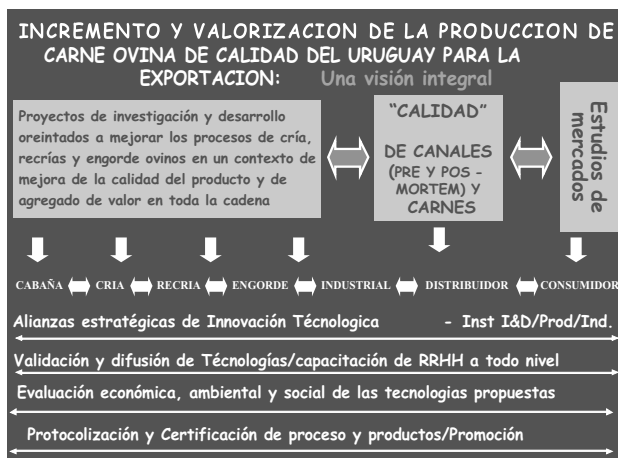 INCREMENTO Y VALORIZACION DE LA PRODUCCION DE
CARNE OVINA DE CALIDAD DEL URUGUAY PARA LA
EXPORTACION: Una visión integral
Proyectos de investigación y desarrollo
oreintados a mejorar los procesos de cría,
recrías y engorde ovinos en un contexto de
mejora de la calidad del producto y de
agregado de valor en toda la cadena
"CALIDAD"
DE CANALES
(PRE Y POS -
MORTEM) Y
CARNES
Estudios de
mercados
CABAÑA CRIA RECRIA ENGORDE INDUSTRIAL DISTRIBUIDOR CONSUMIDOR
Alianzas estratégicas de Innovación Técnologica - Inst I&D/Prod/Ind.
Validación y difusión de Técnologías/capacitación de RRHH a todo nivel
Evaluación económica, ambiental y social de las tecnologias propuestas
Protocolización y Certificación de proceso y productos/Promoción